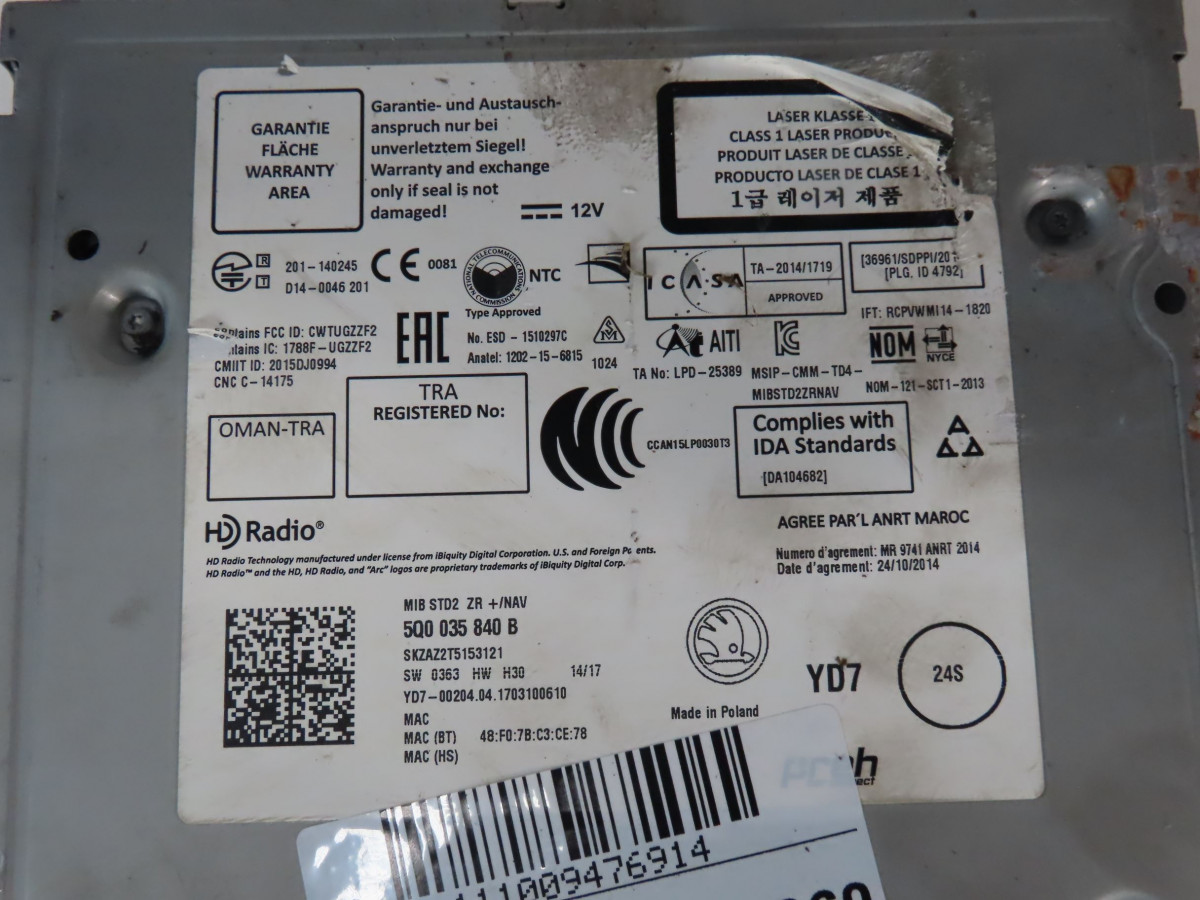 GARANTIE
FLÄCHE
WARRANTY
AREA
Garantie- und Austausch-
anspruch nur bei
unverletztem Siegel!
Warranty and exchange
only if seal is not
damaged!
12V
LASER KLASSE
CLASS 1 LASER
PRODUIT LASER DE CLASSE
PRODUCTO LASER DE CLASE 1
1급 레이저 제품
R
T
201-140245
D14-0046 201
CE 0081
NATIONAL TELECOMMUNICATIONS
COMMISSION
NTC
Type Approved
No. ESD - 1510297C
ICASA
TA-2014/1719
APPROVED
[PLG. ID 4792]
IFT: RCPVWMI14-1820
FCC ID: CWTUGZZF2
IC: 1788F-UGZZF2
CMIIT ID: 2015DJ0994
CNC C-14175
EAC
Anatel: 1202-15-6815
1024
AITI
TA No: LPD-25389
MSIP-CMM-TD4-
MIBSTD2ZRNAV
NOM
NYCE
NOM-121-SCT1-2013
OMAN-TRA
TRA
REGISTERED No:
CCAN15LP0030T3
Complies with
IDA Standards
[DA104682]
HD Radio®
HD Radio Technology manufactured under license from iBiquity Digital Corporation. U.S. and Foreign
HD Radio™ and the HD, HD Radio, and "Arc" logos are proprietary trademarks of iBiquity Digital Corp.
AGREE PAR'L ANRT MAROC
Numero d'agrement: MR 9741 ANRT 2014
Date d'agrement: 24/10/2014
MIB STD2 ZR +/NAV
5Q0 035 840 B
SKZAZ2T5153121
SW 0363 HW H30 14/17
YD7-00204.04.1703100610
MAC
MAC (BT) 48:F0:7B:C3:CE:78
MAC (HS)
YD7
24S
Made in Poland